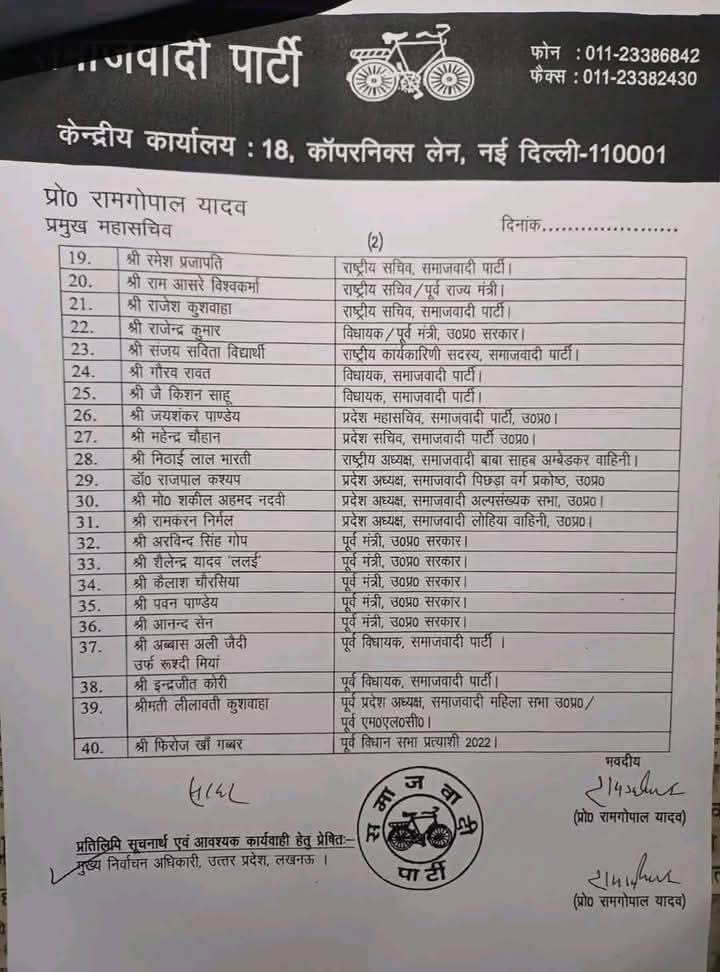 समाजवादी पार्टी
फोन : 011-23386842
फैक्स : 011-23382430
केन्द्रीय कार्यालय : 18, कॉपरनिक्स लेन, नई दिल्ली-110001
प्रो0 रामगोपाल यादव
प्रमुख महासचिव
दिनांक.....................
(2)
19. श्री रमेश प्रजापति राष्ट्रीय सचिव, समाजवादी पार्टी।
20. श्री राम आसरे विश्वकर्मा राष्ट्रीय सचिव/पूर्व राज्य मंत्री।
21. श्री राजेश कुशवाहा राष्ट्रीय सचिव, समाजवादी पार्टी।
22. श्री राजेन्द्र कुमार विधायक/पूर्व मंत्री, उ0प्र0 सरकार।
23. श्री संजय सविता विद्यार्थी राष्ट्रीय कार्यकारिणी सदस्य, समाजवादी पार्टी।
24. श्री गौरव रावत विधायक, समाजवादी पार्टी।
25. श्री जै किशन साहू विधायक, समाजवादी पार्टी।
26. श्री जयशंकर पाण्डेय प्रदेश महासचिव, समाजवादी पार्टी, उ0प्र0।
27. श्री महेन्द्र चौहान प्रदेश सचिव, समाजवादी पार्टी उ0प्र0।
28. श्री मिठाई लाल भारती राष्ट्रीय अध्यक्ष, समाजवादी बाबा साहब अम्बेडकर वाहिनी।
29. डॉ0 राजपाल कश्यप प्रदेश अध्यक्ष, समाजवादी पिछड़ा वर्ग प्रकोष्ठ, उ0प्र0
30. श्री मो0 शकील अहमद नदवी प्रदेश अध्यक्ष, समाजवादी अल्पसंख्यक सभा, उ0प्र0।
31. श्री रामकरन निर्मल प्रदेश अध्यक्ष, समाजवादी लोहिया वाहिनी, उ0प्र0।
32. श्री अरविन्द सिंह गोप पूर्व मंत्री, उ0प्र0 सरकार।
33. श्री शैलेन्द्र यादव 'ललई' पूर्व मंत्री, उ0प्र0 सरकार।
34. श्री कैलाश चौरसिया पूर्व मंत्री, उ0प्र0 सरकार।
35. श्री पवन पाण्डेय पूर्व मंत्री, उ0प्र0 सरकार।
36. श्री आनन्द सेन पूर्व मंत्री, उ0प्र0 सरकार।
37. श्री अब्बास अली जैदी पूर्व विधायक, समाजवादी पार्टी ।
उर्फ रूश्दी मियां
38. श्री इन्द्रजीत कोरी पूर्व विधायक, समाजवादी पार्टी।
39. श्रीमती लीलावती कुशवाहा पूर्व प्रदेश अध्यक्ष, समाजवादी महिला सभा उ0प्र0/
पूर्व एम0एल0सी0।
40. श्री फिरोज खाँ गब्बर पूर्व विधान सभा प्रत्याशी 2022।
भवदीय
(प्रो0 रामगोपाल यादव)
समाजवादी
पार्टी
प्रतिलिपि सूचनार्थ एवं आवश्यक कार्यवाही हेतु प्रेषितः-
मुख्य निर्वाचन अधिकारी, उत्तर प्रदेश, लखनऊ ।
(प्रो0 रामगोपाल यादव)